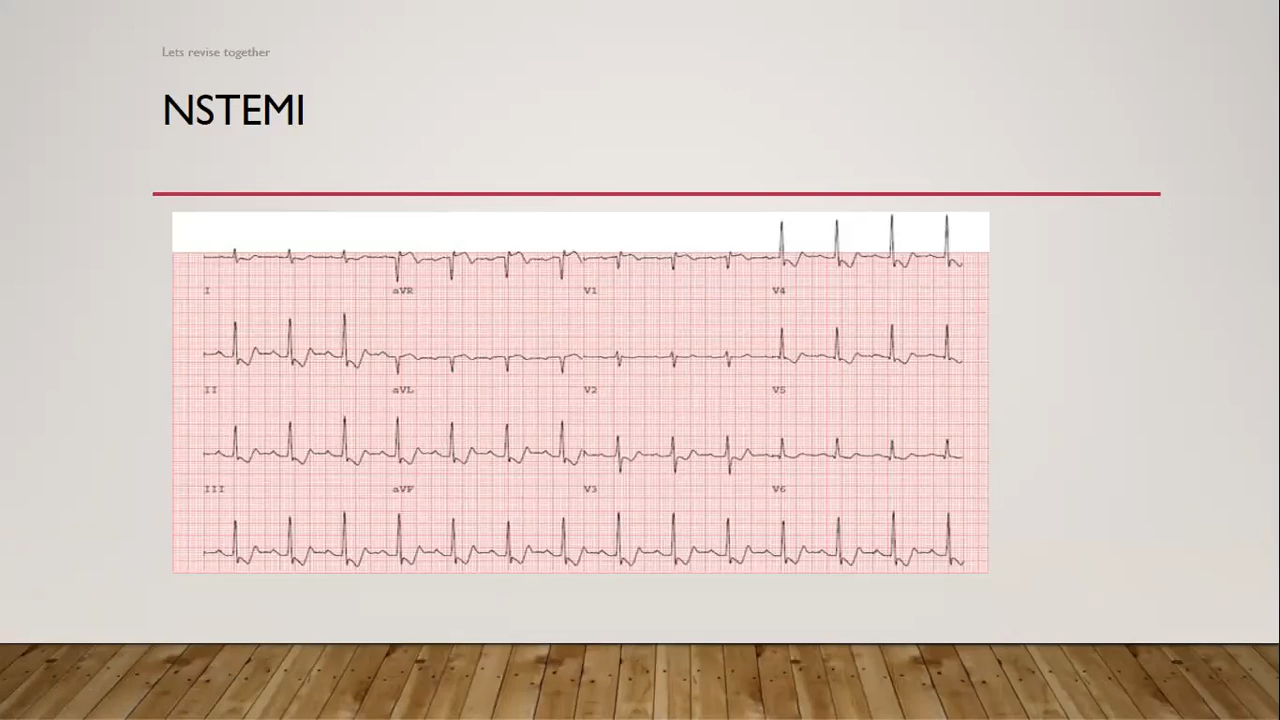 Lets revise together
NSTEMI
I aVR V1 V4
II aVL V2 V5
III aVF V3 V6